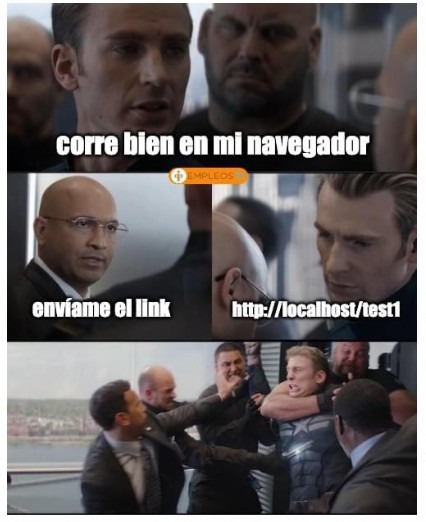 corre bien en mi navegador
EMPLEOS
envíame el link
http://localhost/test1